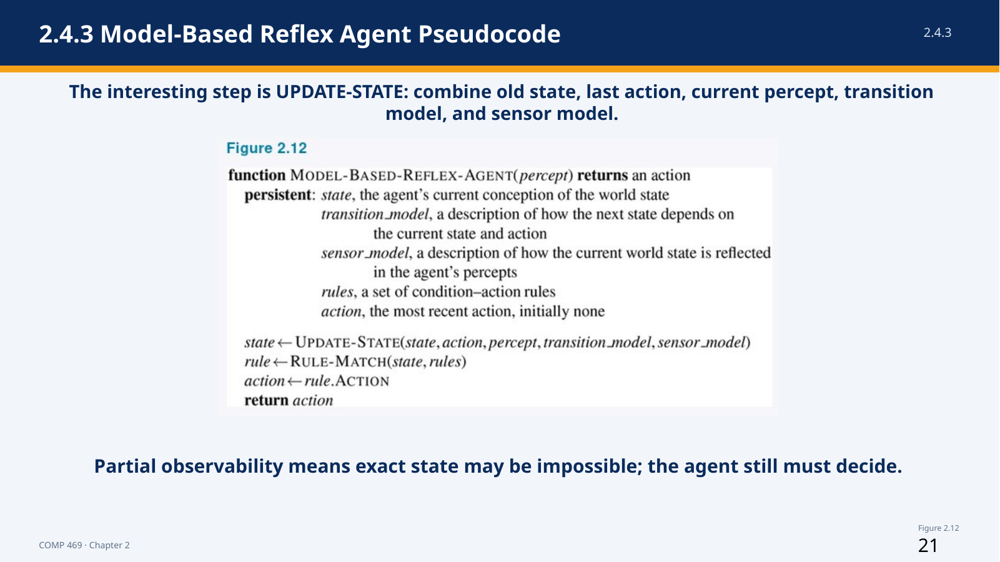 2.4.3 Model-Based Reflex Agent Pseudocode
2.4.3
The interesting step is UPDATE-STATE: combine old state, last action, current percept, transition
model, and sensor model.
Figure 2.12
function MODEL-BASED-REFLEX-AGENT(percept) returns an action
persistent: state, the agent's current conception of the world state
transition_model, a description of how the next state depends on
the current state and action
sensor_model, a description of how the current world state is reflected
in the agent's percepts
rules, a set of condition–action rules
action, the most recent action, initially none
state ← UPDATE-STATE(state, action, percept, transition_model, sensor_model)
rule ← RULE-MATCH(state, rules)
action ← rule.ACTION
return action
Partial observability means exact state may be impossible; the agent still must decide.
Figure 2.12
COMP 469 · Chapter 2
21